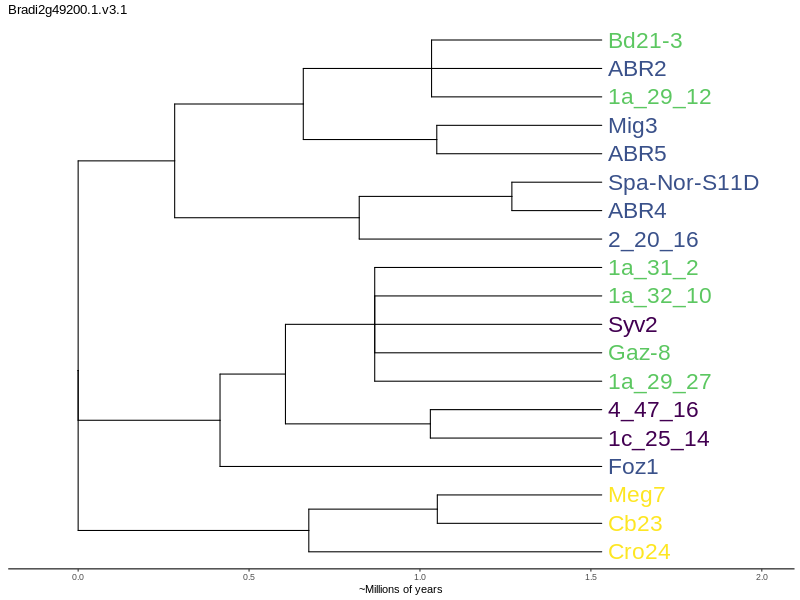 Bradi2g49200.1.v3.1
Bd21-3
ABR2
1a_29_12
Mig3
ABR5
Spa-Nor-S11D
ABR4
2_20_16
1a_31_2
1a_32_10
Syv2
Gaz-8
1a_29_27
4_47_16
1c_25_14
Foz1
Meg7
Cb23
Cro24
0.0 0.5 1.0 1.5 2.0
~Millions of years